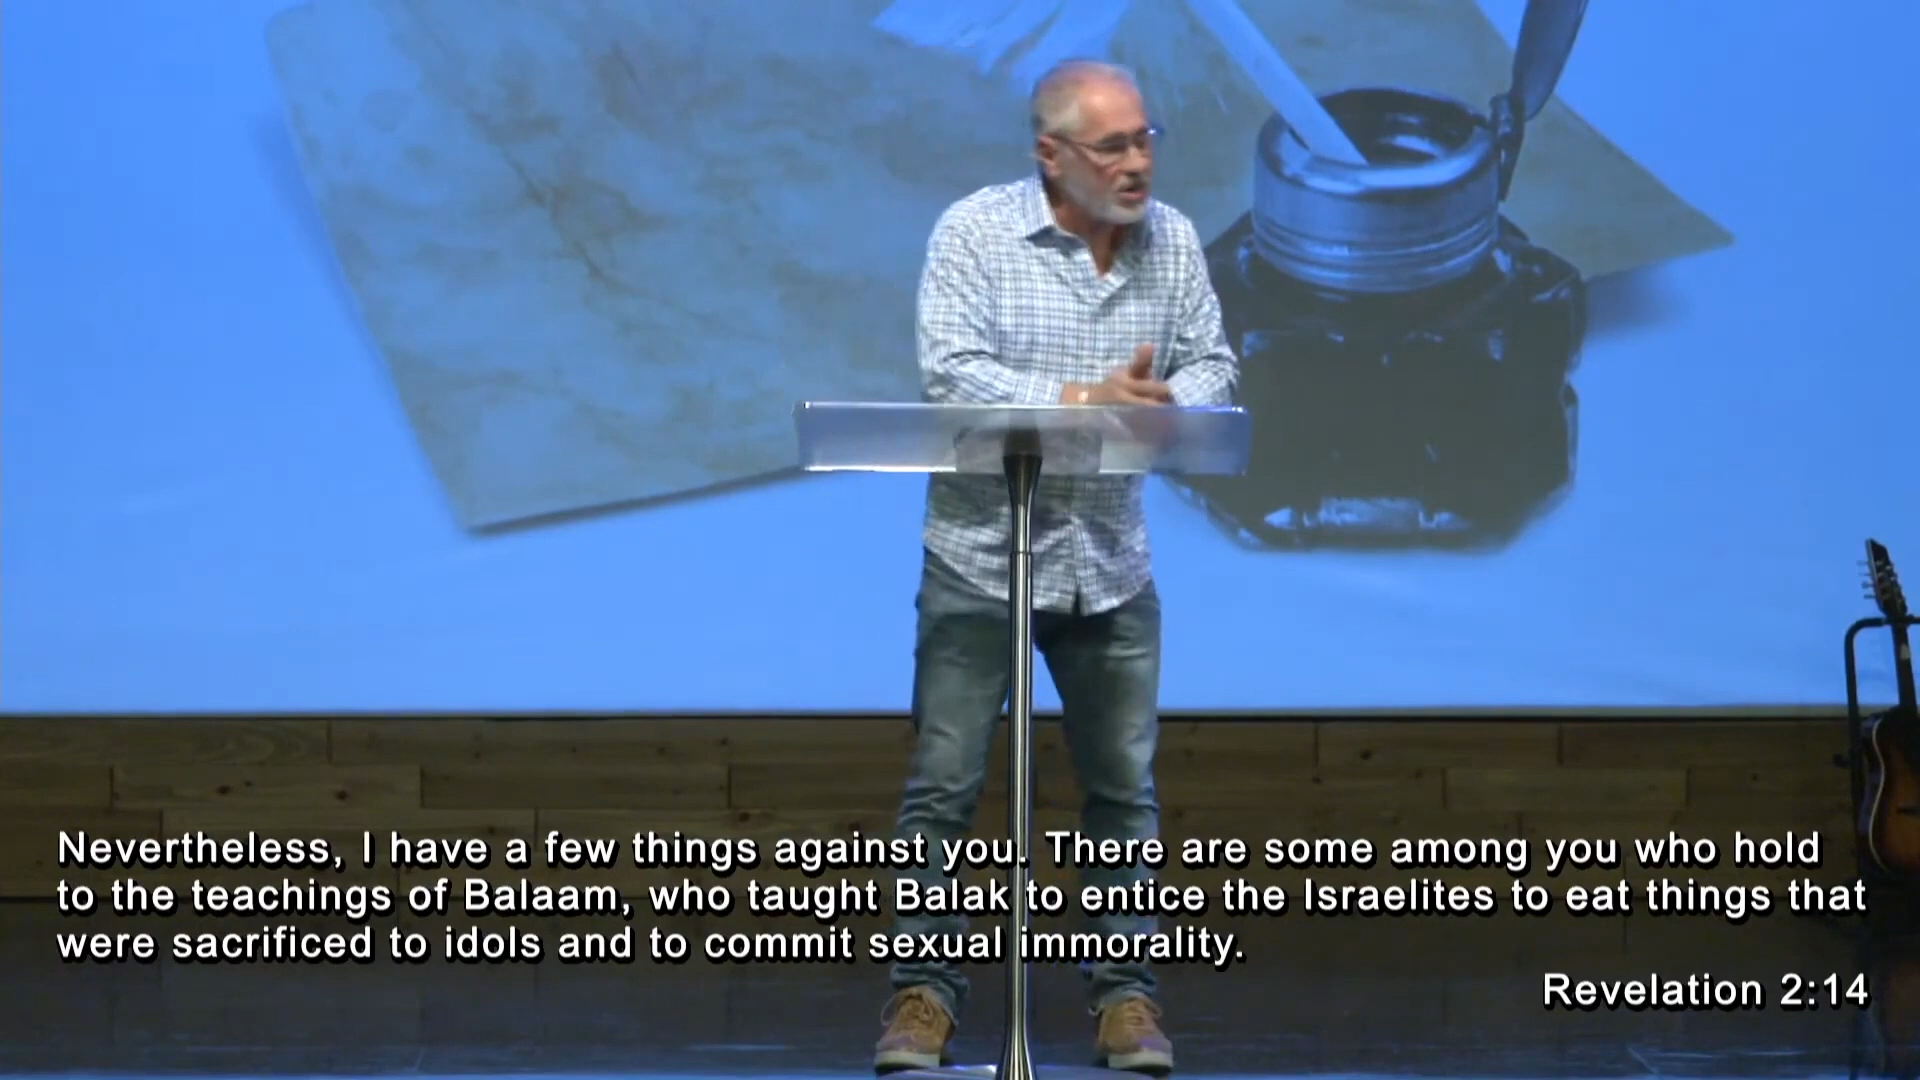 Nevertheless, I have a few things against you. There are some among you who hold
to the teachings of Balaam, who taught Balak to entice the Israelites to eat things that
were sacrificed to idols and to commit sexual immorality.
Revelation 2:14